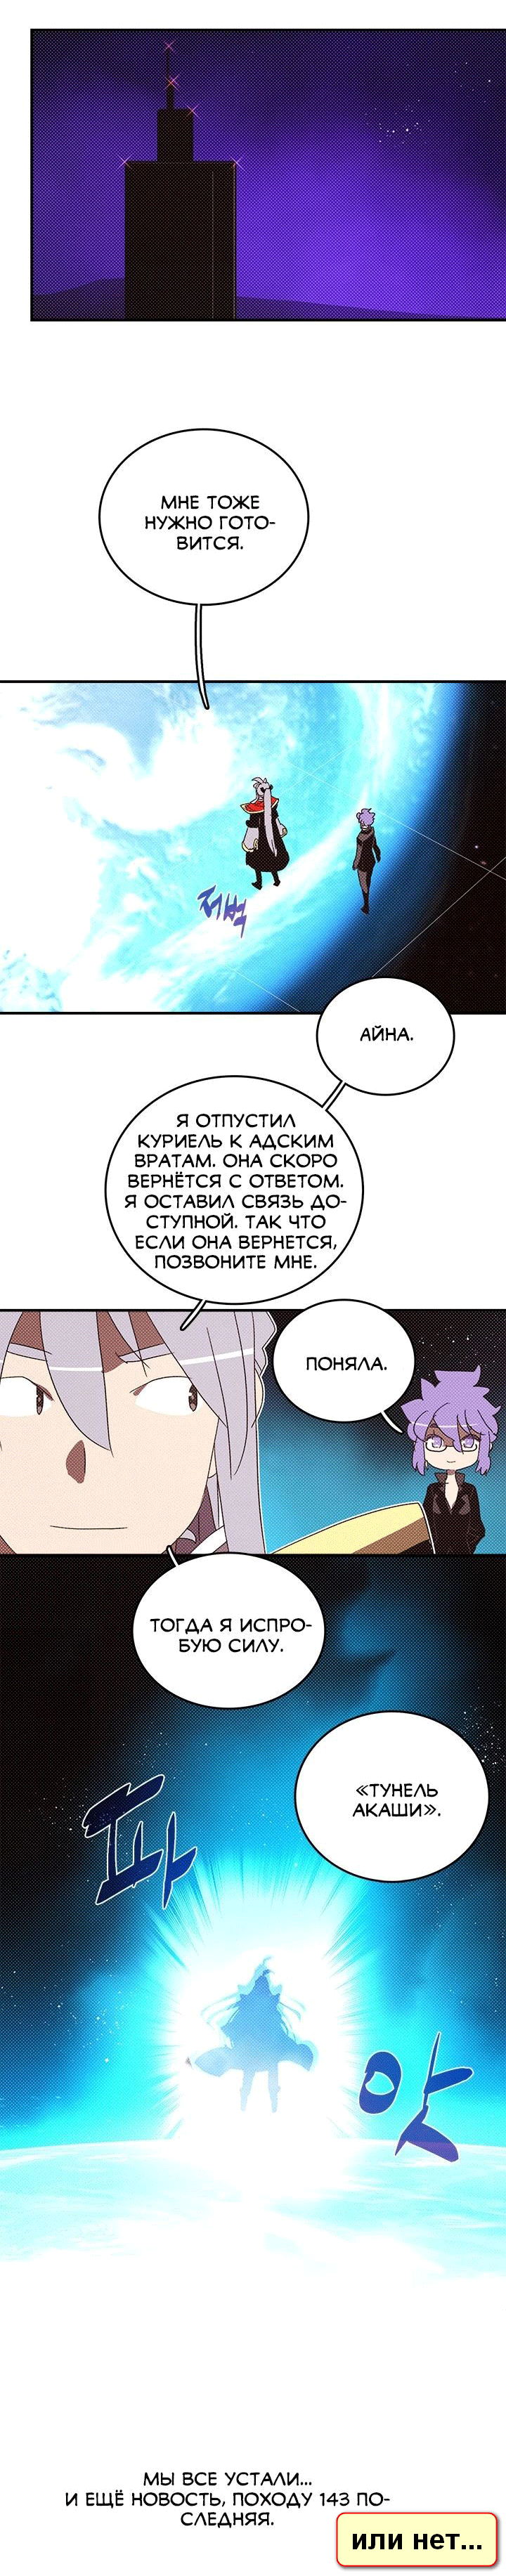 МНЕ ТОЖЕ
НУЖНО ГОТО-
ВИТСЯ.
저벅
АЙНА.
Я ОТПУСТИЛ
КУРИЕЛЬ К АДСКИМ
ВРАТАМ. ОНА СКОРО
ВЕРНЁТСЯ С ОТВЕТОМ.
Я ОСТАВИЛ СВЯЗЬ ДО-
СТУПНОЙ. ТАК ЧТО
ЕСЛИ ОНА ВЕРНЕТСЯ,
ПОЗВОНИТЕ МНЕ.
ПОНЯЛА.
ТОГДА Я ИСПРО-
БУЮ СИЛУ.
«ТУНЕЛЬ
АКАШИ».
파
앗
МЫ ВСЕ УСТАЛИ...
И ЕЩЁ НОВОСТЬ, ПОХОДУ 143 ПО-
СЛЕДНЯЯ.
или нет...